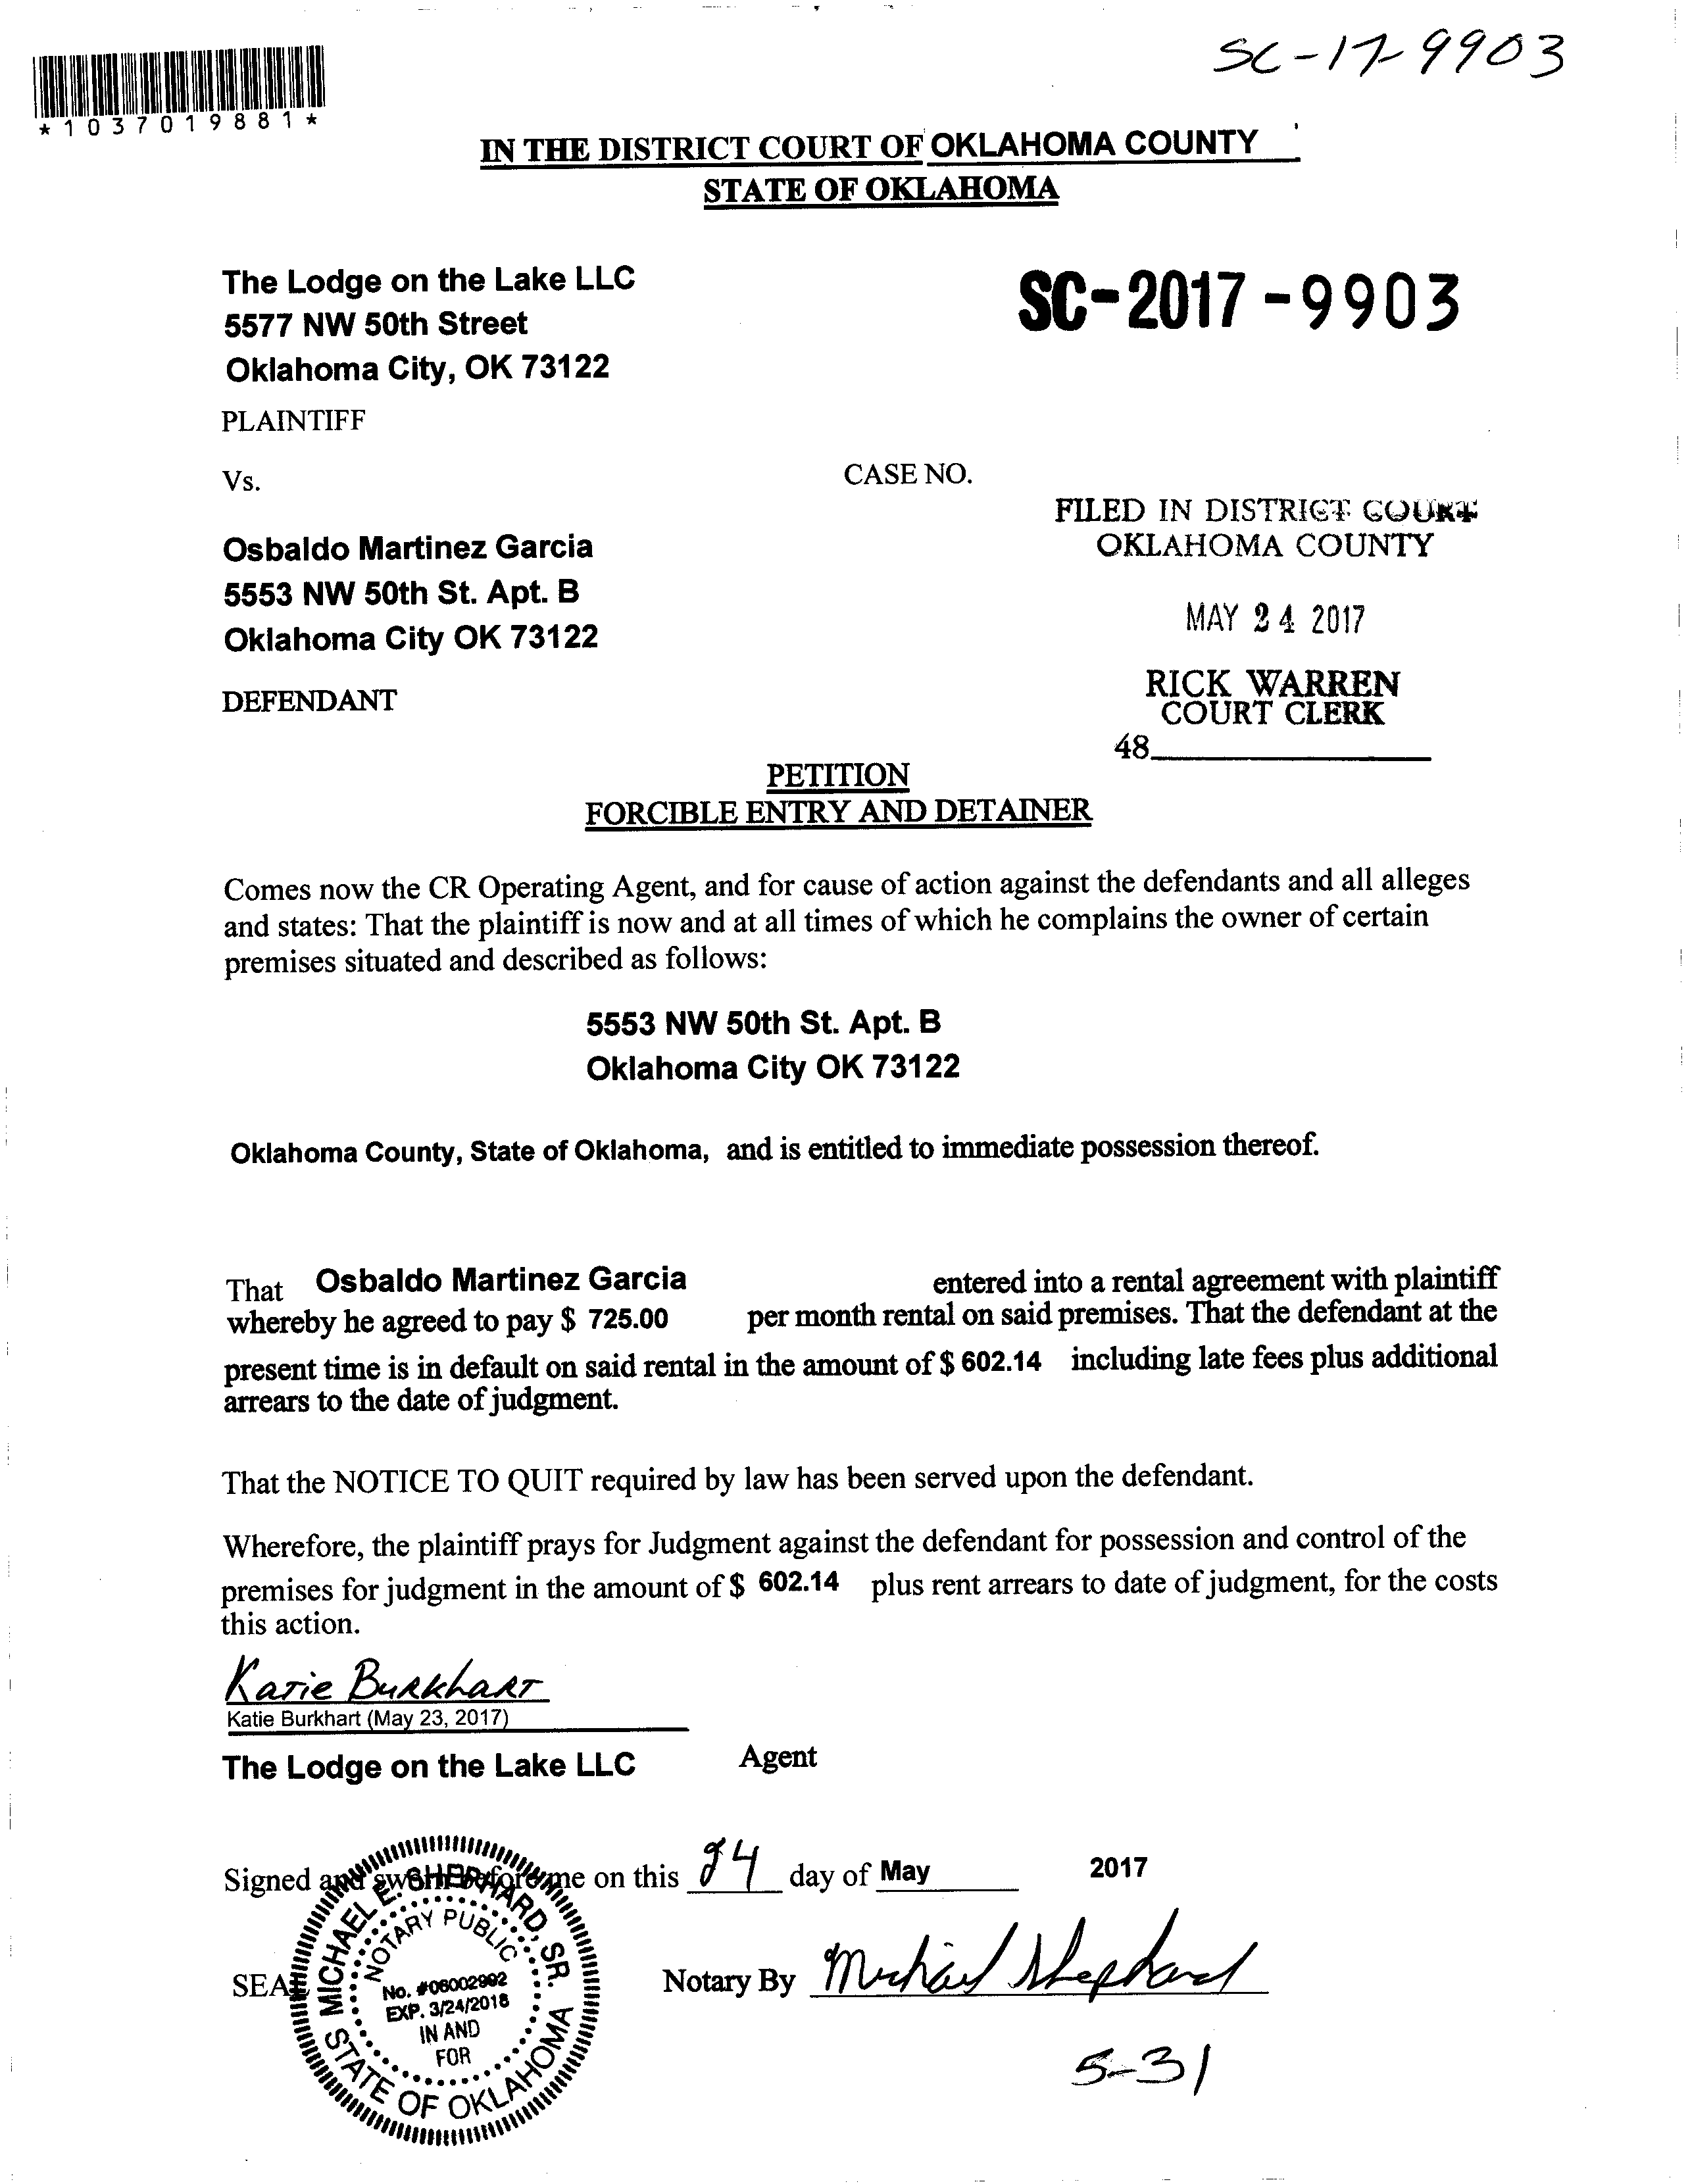 SC-17-9903
*1037019881*
IN THE DISTRICT COURT OF OKLAHOMA COUNTY
STATE OF OKLAHOMA
The Lodge on the Lake LLC
5577 NW 50th Street
Oklahoma City, OK 73122
SC-2017-9903
PLAINTIFF
Vs.
CASE NO.
FILED IN DISTRICT COURT
OKLAHOMA COUNTY
Osbaldo Martinez Garcia
5553 NW 50th St. Apt. B
Oklahoma City OK 73122
MAY 24 2017
DEFENDANT
RICK WARREN
COURT CLERK
48
PETITION
FORCIBLE ENTRY AND DETAINER
Comes now the CR Operating Agent, and for cause of action against the defendants and all alleges
and states: That the plaintiff is now and at all times of which he complains the owner of certain
premises situated and described as follows:
5553 NW 50th St. Apt. B
Oklahoma City OK 73122
Oklahoma County, State of Oklahoma, and is entitled to immediate possession thereof.
That Osbaldo Martinez Garcia entered into a rental agreement with plaintiff
whereby he agreed to pay $ 725.00 per month rental on said premises. That the defendant at the
present time is in default on said rental in the amount of $ 602.14 including late fees plus additional
arrears to the date of judgment.
That the NOTICE TO QUIT required by law has been served upon the defendant.
Wherefore, the plaintiff prays for Judgment against the defendant for possession and control of the
premises for judgment in the amount of $ 602.14 plus rent arrears to date of judgment, for the costs
this action.
Katie Burkhart
Katie Burkhart (May 23, 2017)
The Lodge on the Lake LLC Agent
Signed and sworn before me on this 24 day of May 2017
SEAL
MICHAEL E. SHEPHARD, SR.
NOTARY PUBLIC
No. #06002902
EXP. 3/24/2018
IN AND
FOR
STATE OF OKLAHOMA
Notary By Michael Shephard
5-31